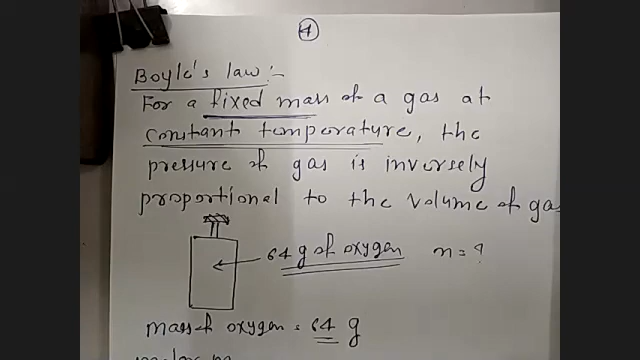 4
Boyle's law:-
For a fixed mass of a gas at
constant temperature, the
pressure of gas is inversely
proportional to the volume of gas
64 g of oxygen n = ?
mass of oxygen = 64 g